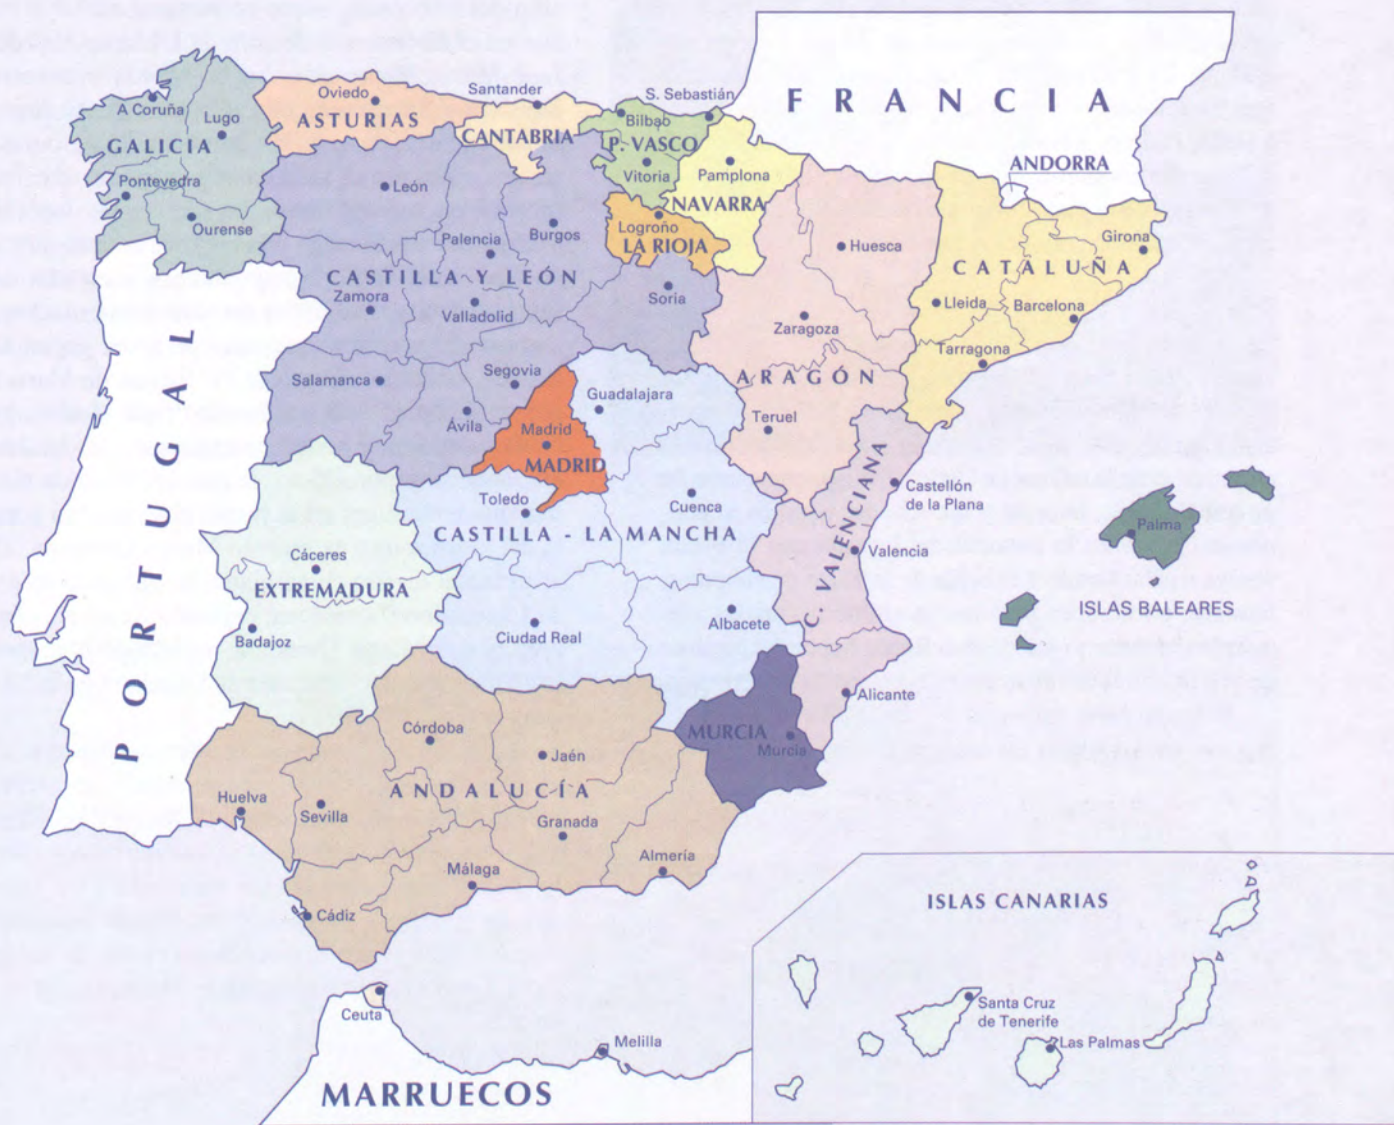 FRANCIA
ANDORRA
A Coruña
Lugo
GALICIA
Pontevedra
Ourense
Oviedo
ASTURIAS
Santander
CANTABRIA
S. Sebastián
Bilbao
P. VASCO
Vitoria
Pamplona
NAVARRA
Logroño
LA RIOJA
León
Palencia
Burgos
CASTILLA Y LEÓN
Zamora
Valladolid
Soria
Salamanca
Segovia
Ávila
Huesca
Zaragoza
ARAGÓN
Teruel
Girona
CATALUÑA
Lleida
Barcelona
Tarragona
PORTUGAL
Madrid
MADRID
Guadalajara
Toledo
Cuenca
CASTILLA - LA MANCHA
Ciudad Real
Albacete
Cáceres
EXTREMADURA
Badajoz
C. VALENCIANA
Castellón
de la Plana
Valencia
Alicante
Palma
ISLAS BALEARES
MURCIA
Murcia
Córdoba
Jaén
ANDALUCÍA
Huelva
Sevilla
Granada
Málaga
Almería
Cádiz
Ceuta
Melilla
MARRUECOS
ISLAS CANARIAS
Santa Cruz
de Tenerife
Las Palmas